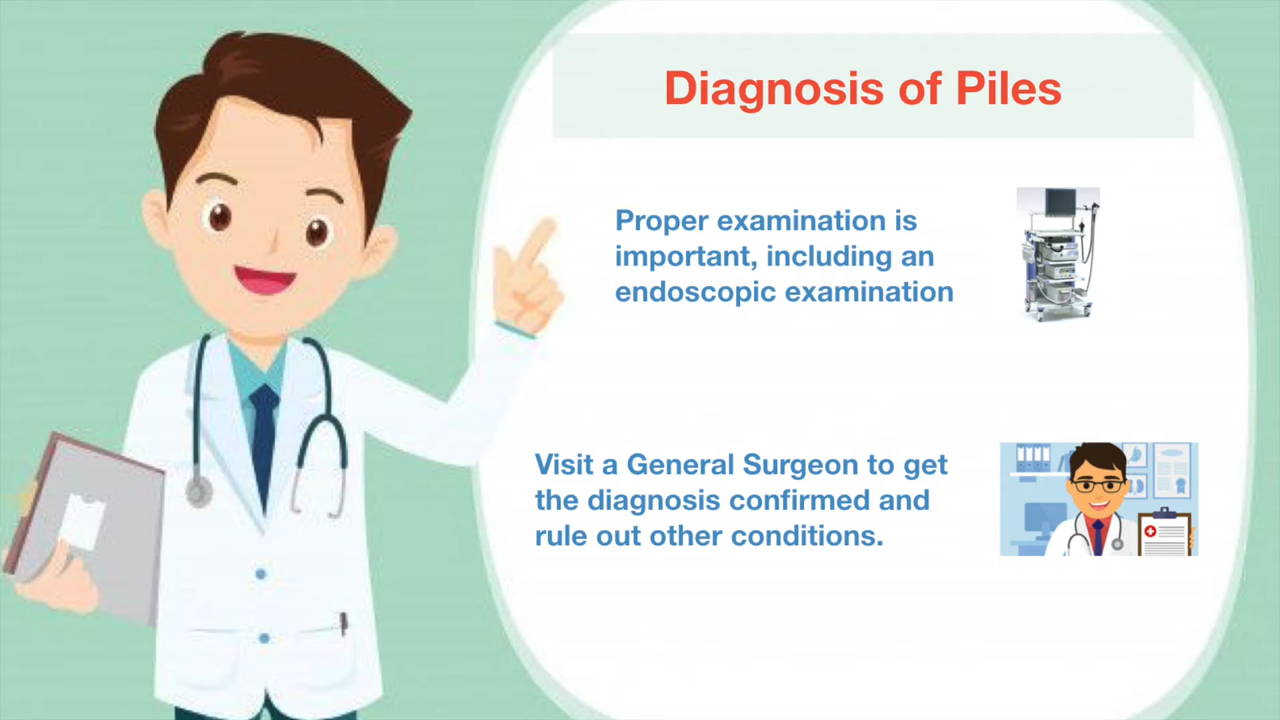 Diagnosis of Piles
Proper examination is
important, including an
endoscopic examination
Visit a General Surgeon to get
the diagnosis confirmed and
rule out other conditions.